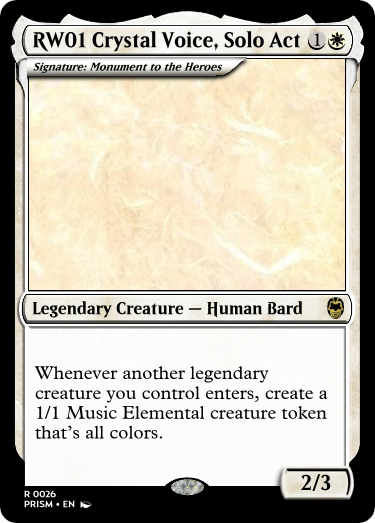 RW01 Crystal Voice, Solo Act 1
Signature: Monument to the Heroes
Legendary Creature — Human Bard
Whenever another legendary
creature you control enters, create a
1/1 Music Elemental creature token
that's all colors.
2/3
R 0026
PRISM • EN